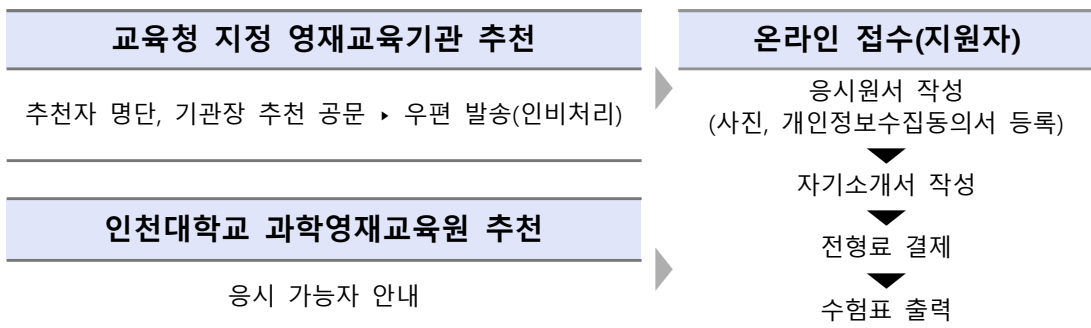 교육청 지정 영재교육기관 추천
추천자 명단, 기관장 추천 공문 ▸ 우편 발송(인비처리)
인천대학교 과학영재교육원 추천
응시 가능자 안내
온라인 접수(지원자)
응시원서 작성
(사진, 개인정보수집동의서 등록)
자기소개서 작성
전형료 결제
수험표 출력